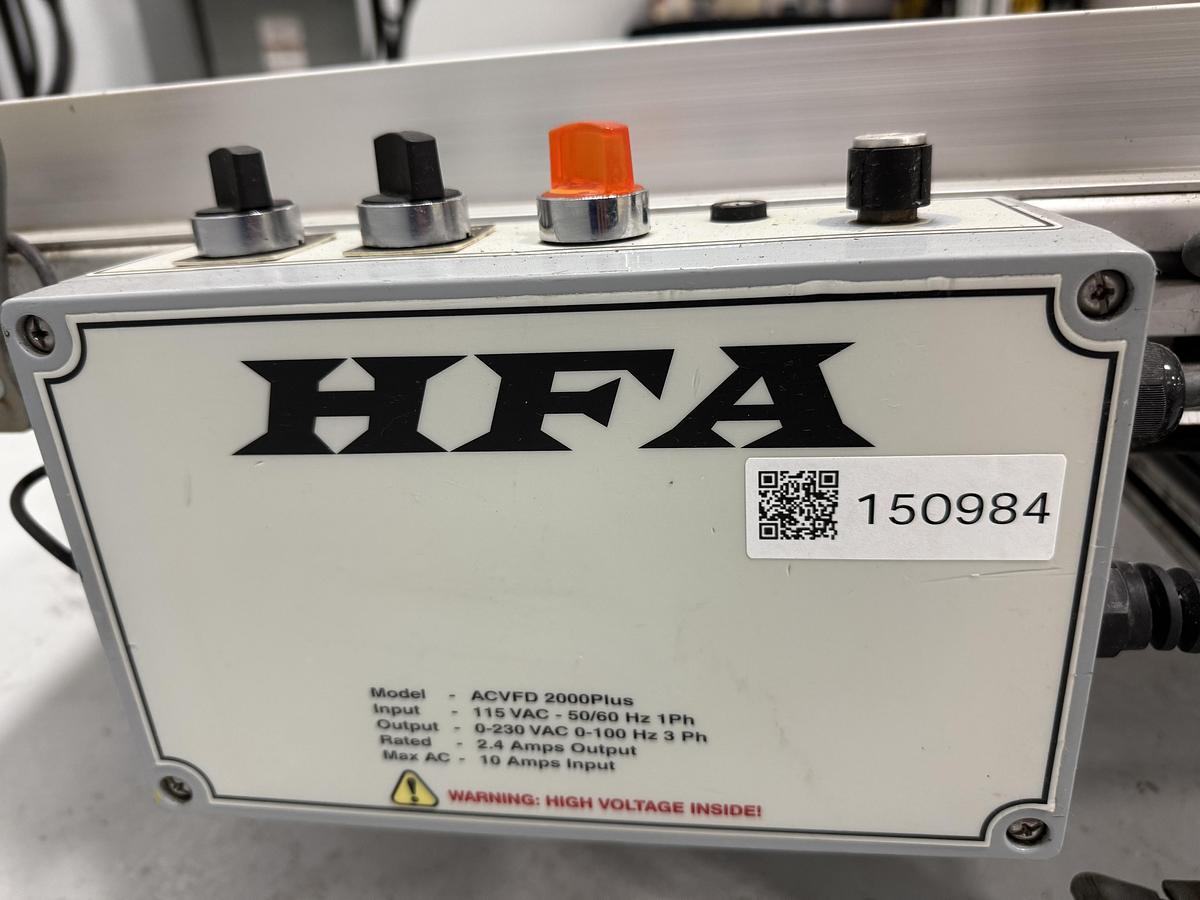 HFA
150984
Model - ACVFD 2000Plus
Input - 115 VAC - 50/60 Hz 1Ph
Output - 0-230 VAC 0-100 Hz 3 Ph
Rated - 2.4 Amps Output
Max AC - 10 Amps Input
WARNING: HIGH VOLTAGE INSIDE!